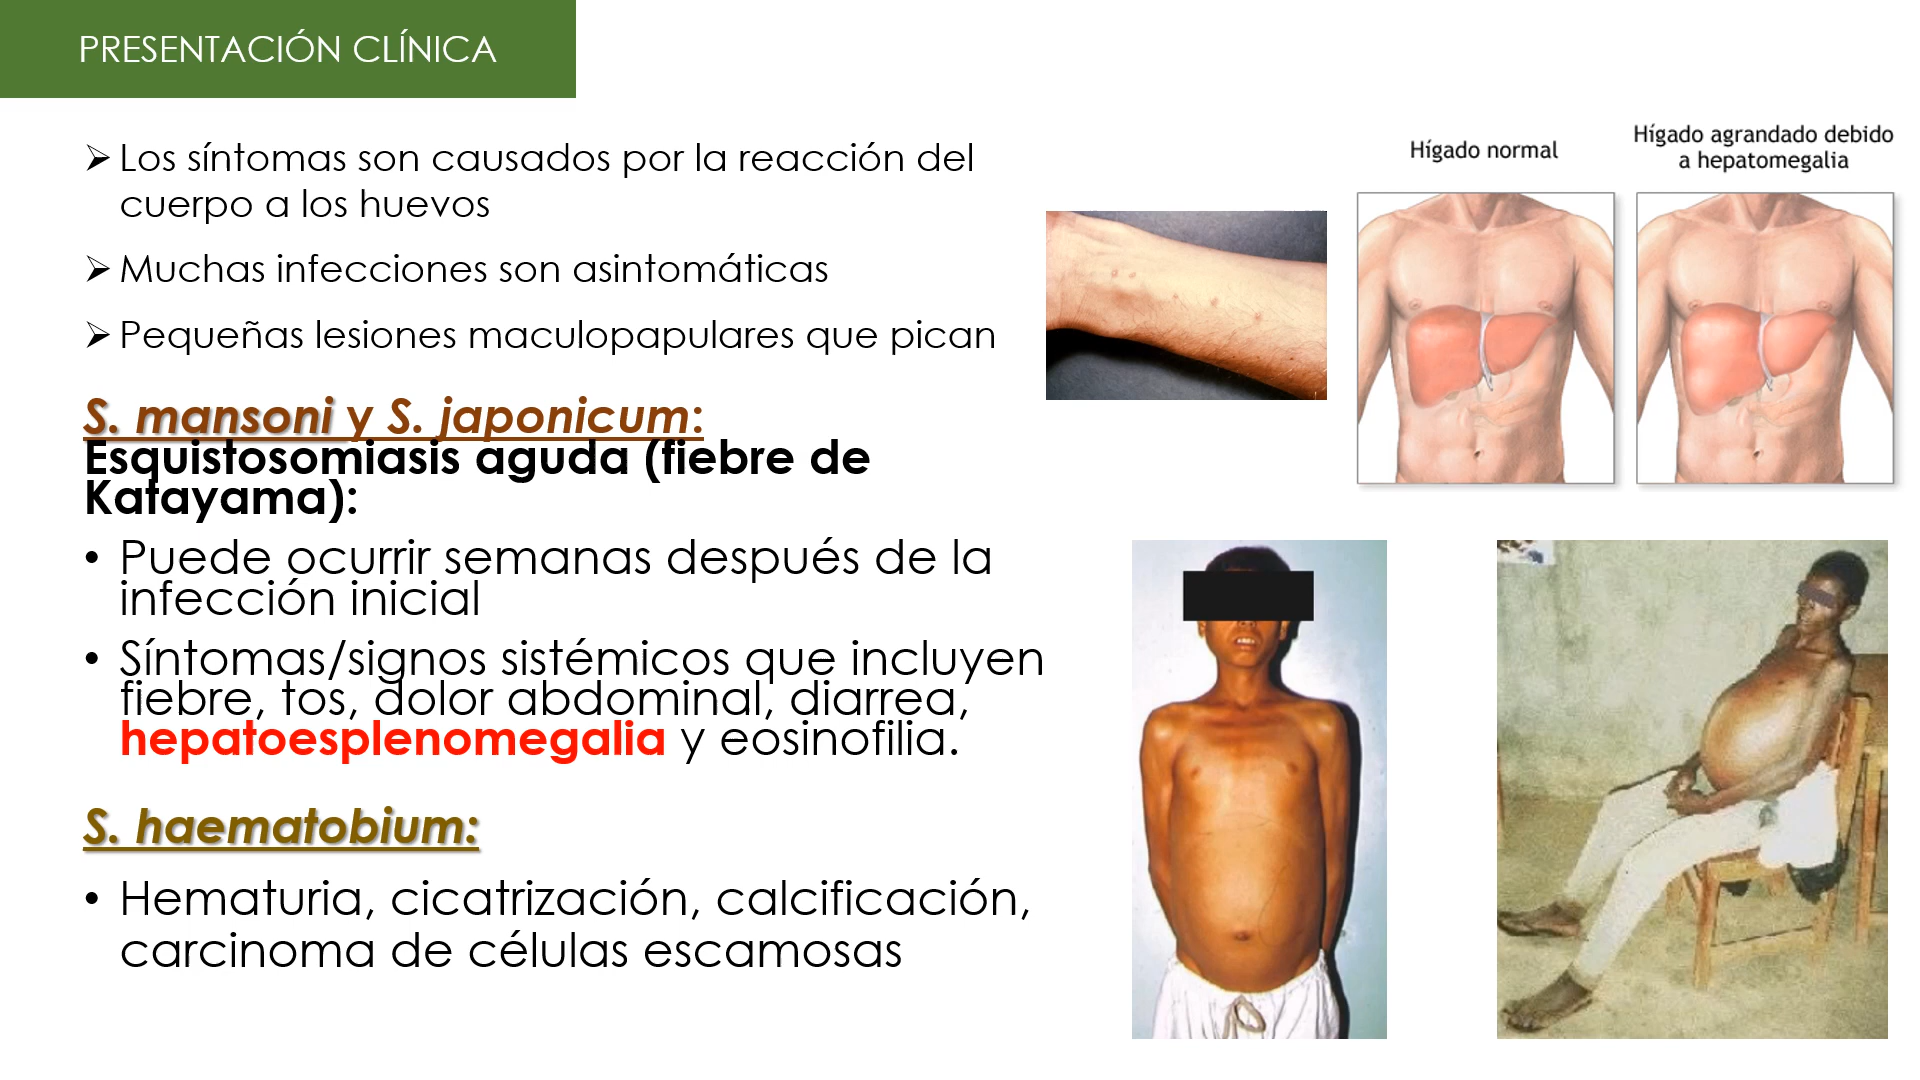 PRESENTACIÓN CLÍNICA
➢ Los síntomas son causados por la reacción del
cuerpo a los huevos
➢ Muchas infecciones son asintomáticas
➢ Pequeñas lesiones maculopapulares que pican
S. mansoni y S. japonicum:
Esquistosomiasis aguda (fiebre de
Katayama):
• Puede ocurrir semanas después de la
infección inicial
• Síntomas/signos sistémicos que incluyen
fiebre, tos, dolor abdominal, diarrea,
hepatoesplenomegalia y eosinofilia.
S. haematobium:
• Hematuria, cicatrización, calcificación,
carcinoma de células escamosas
Hígado normal
Hígado agrandado debido
a hepatomegalia